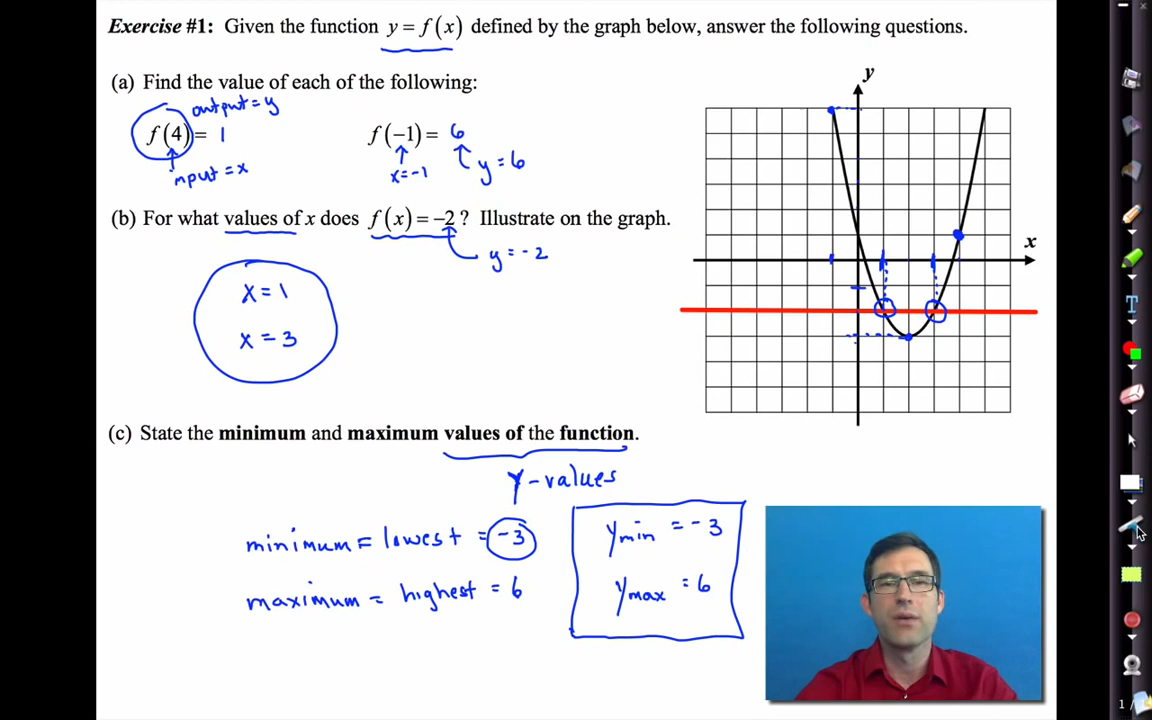 Exercise #1: Given the function y = f(x) defined by the graph below, answer the following questions.
(a) Find the value of each of the following:
output = y
f(4) = 1
input = x
f(−1) = 6
x = -1
y = 6
(b) For what values of x does f(x) = −2? Illustrate on the graph.
y = -2
x = 1
x = 3
y
x
(c) State the minimum and maximum values of the function.
Y-values
minimum = lowest = -3
maximum = highest = 6
ymin = -3
ymax = 6
T
1 /